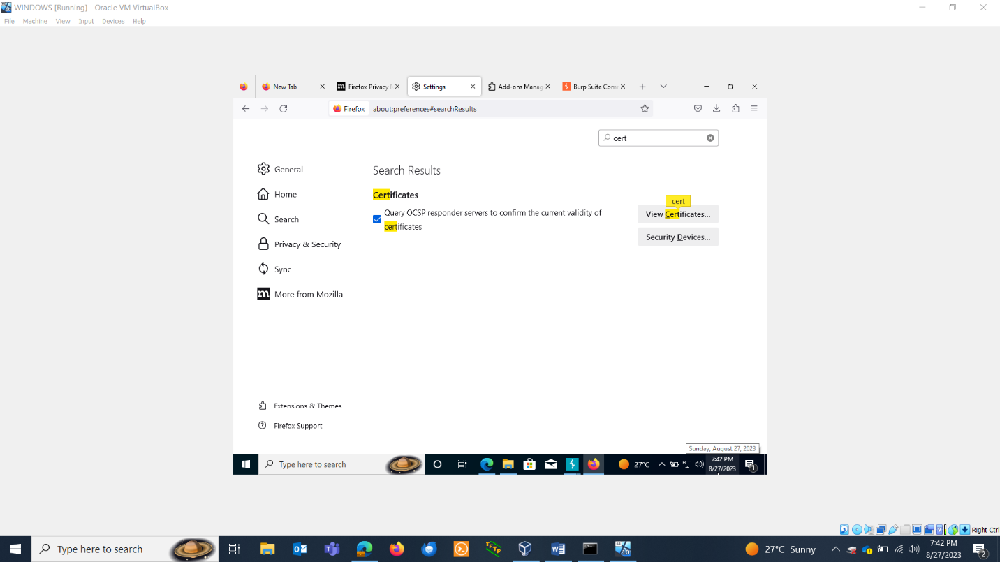 WINDOWS [Running] - Oracle VM VirtualBox
File Machine View Input Devices Help
New Tab
Firefox Privacy
Settings
Add-ons Manag
Burp Suite Com
Firefox about:preferences#searchResults
cert
General
Home
Search
Privacy & Security
Sync
More from Mozilla
Extensions & Themes
Firefox Support
Search Results
Certificates
Query OCSP responder servers to confirm the current validity of
certificates
cert
View Certificates...
Security Devices...
Sunday, August 27, 2023
Type here to search
27°C
7:42 PM
8/27/2023
1
Right Ctrl
Type here to search
27°C Sunny
7:42 PM
8/27/2023
2